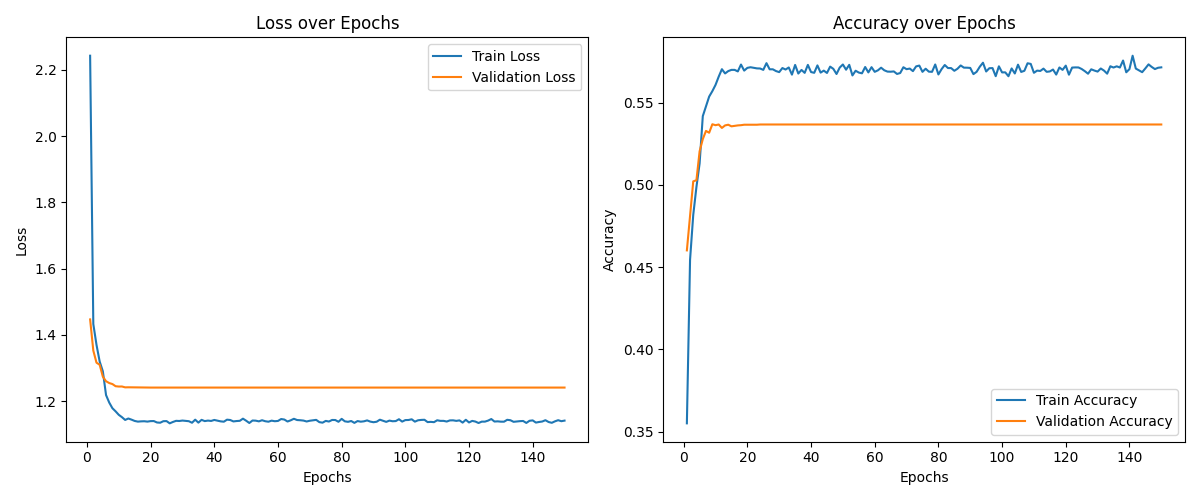 Loss over Epochs
Train Loss
Validation Loss
2.2
2.0
1.8
1.6
1.4
1.2
Loss
0 20 40 60 80 100 120 140
Epochs
Accuracy over Epochs
0.55
0.50
0.45
0.40
0.35
Accuracy
Train Accuracy
Validation Accuracy
0 20 40 60 80 100 120 140
Epochs